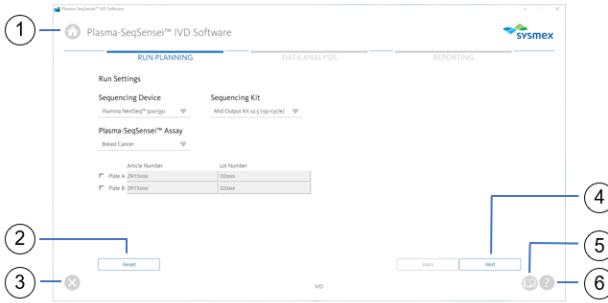 Plasma-SeqSensei™ IVD Software
1
Plasma-SeqSensei™ IVD Software
sysmex
RUN PLANNING
DATA ANALYSIS
REPORTING
Run Settings
Sequencing Device
Sequencing Kit
Illumina NextSeq™ 500/550
Mid Output Kit v2.5 (150-cycle)
Plasma-SeqSensei™ Assay
Breast Cancer
Article Number
Lot Number
Plate A
Plate B
4
2
5
Reset
Back
Next
3
IVD
?
6